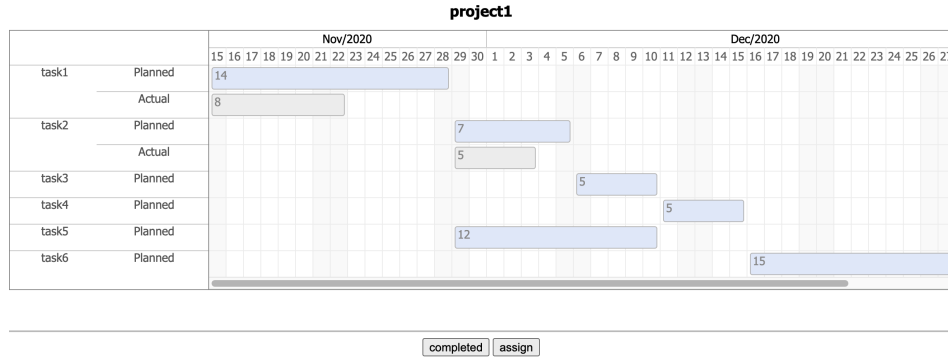 project1
Nov/2020 Dec/2020
15 16 17 18 19 20 21 22 23 24 25 26 27 28 29 30 1 2 3 4 5 6 7 8 9 10 11 12 13 14 15 16 17 18 19 20 21 22 23 24 25 26
task1 Planned 14
Actual 8
task2 Planned 7
Actual 5
task3 Planned 5
task4 Planned 5
task5 Planned 12
task6 Planned 15
completed assign